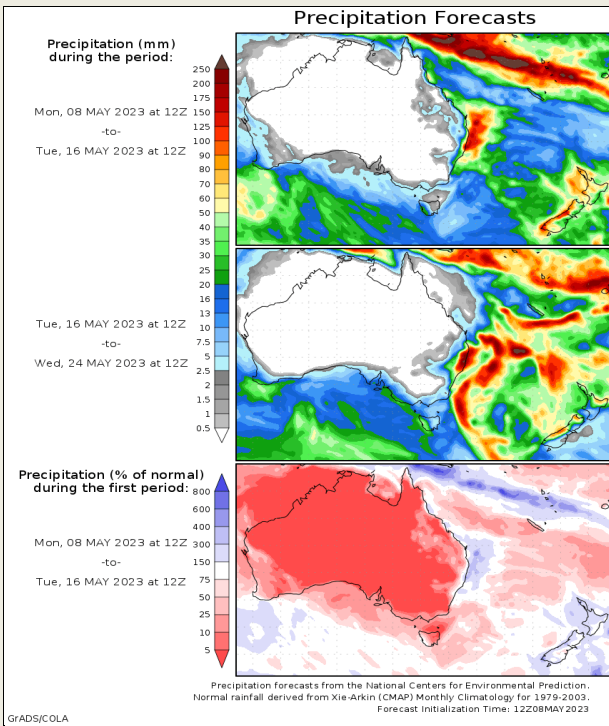 Precipitation Forecasts
Precipitation (mm)
during the period:
Mon, 08 MAY 2023 at 12Z
-to-
Tue, 16 MAY 2023 at 12Z
250
200
175
150
125
100
90
80
70
60
50
40
35
30
25
20
16
13
10
7.5
5
2.5
2
1.5
1
0.5
Tue, 16 MAY 2023 at 12Z
-to-
Wed, 24 MAY 2023 at 12Z
Precipitation (% of normal)
during the first period:
Mon, 08 MAY 2023 at 12Z
-to-
Tue, 16 MAY 2023 at 12Z
800
600
400
300
150
75
50
25
10
5
Precipitation forecasts from the National Centers for Environmental Prediction.
Normal rainfall derived from Xie-Arkin (CMAP) Monthly Climatology for 1979-2003.
Forecast Initialization Time: 12Z08MAY2023
GrADS/COLA